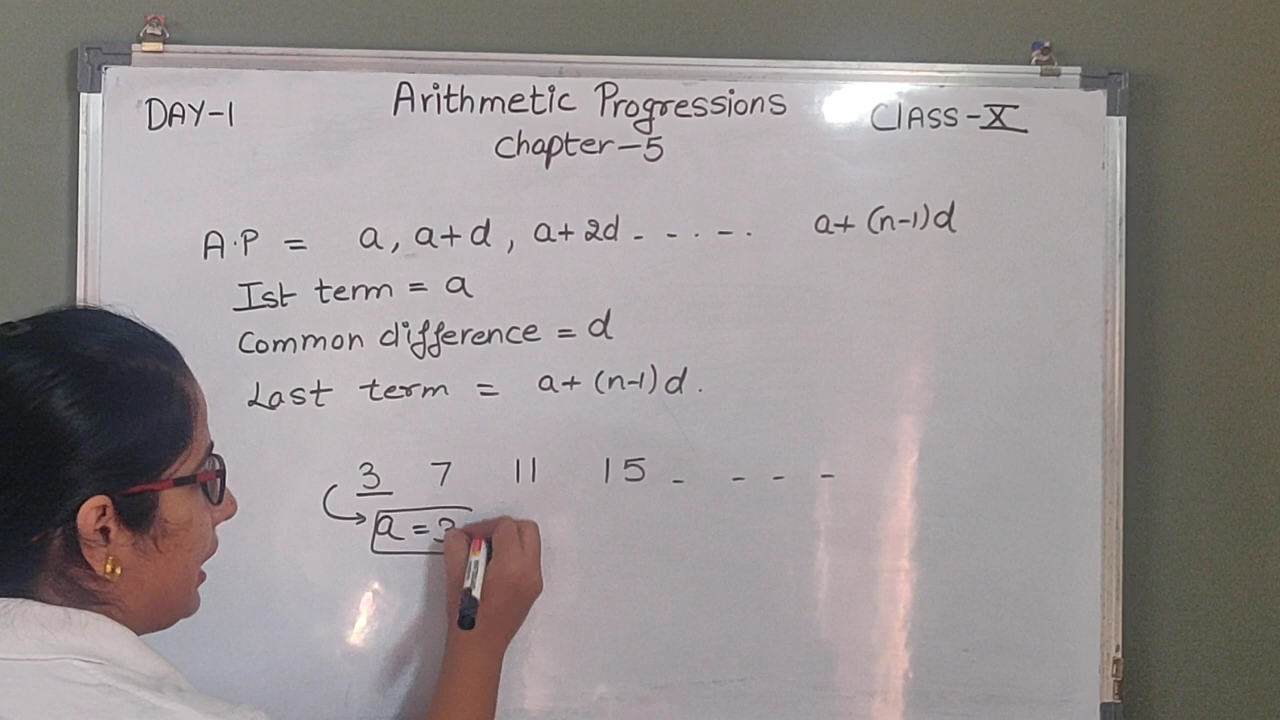 DAY-1
Arithmetic Progressions
Class-X
Chapter-5
A.P = a, a+d, a+2d - - . - . a+(n-1)d
Ist term = a
Common difference = d
Last term = a+(n-1)d.
3 7 11 15 - - - -
a=3